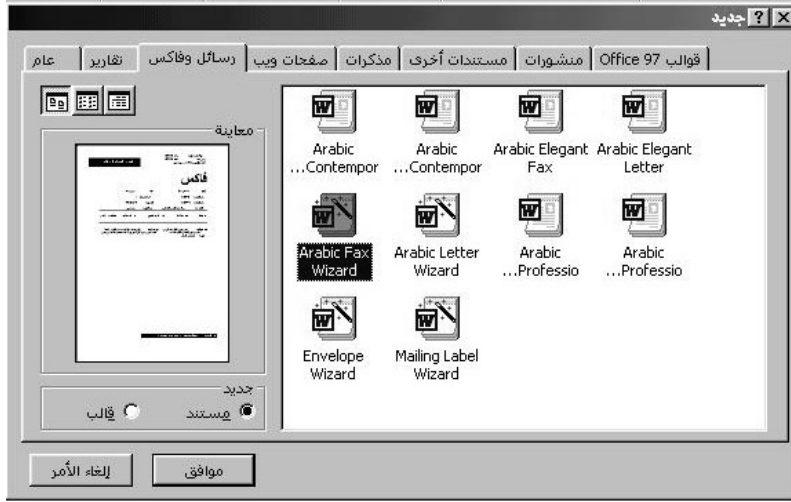 جديد
قوالب Office 97
منشورات
مستندات أخرى
مذكرات
صفحات ويب
رسائل وفاكس
تقارير
عام
Arabic Elegant
Letter
Arabic Elegant
Fax
Arabic
Contempor...
Arabic
Contempor...
Arabic
Professio...
Arabic
Professio...
Arabic Letter
Wizard
Arabic Fax
Wizard
Mailing Label
Wizard
Envelope
Wizard
معاينة
فاكس
جديد
مستند
قالب
موافق
إلغاء الأمر